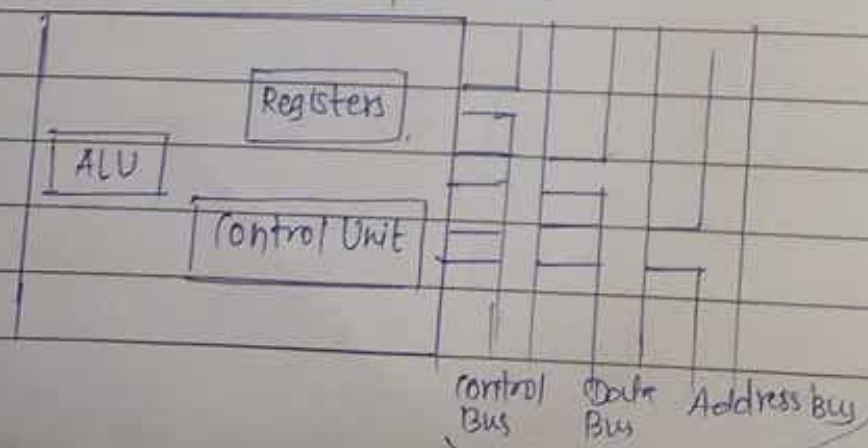 Registers
ALU
Control Unit
Control Bus
Data Bus
Address Bus